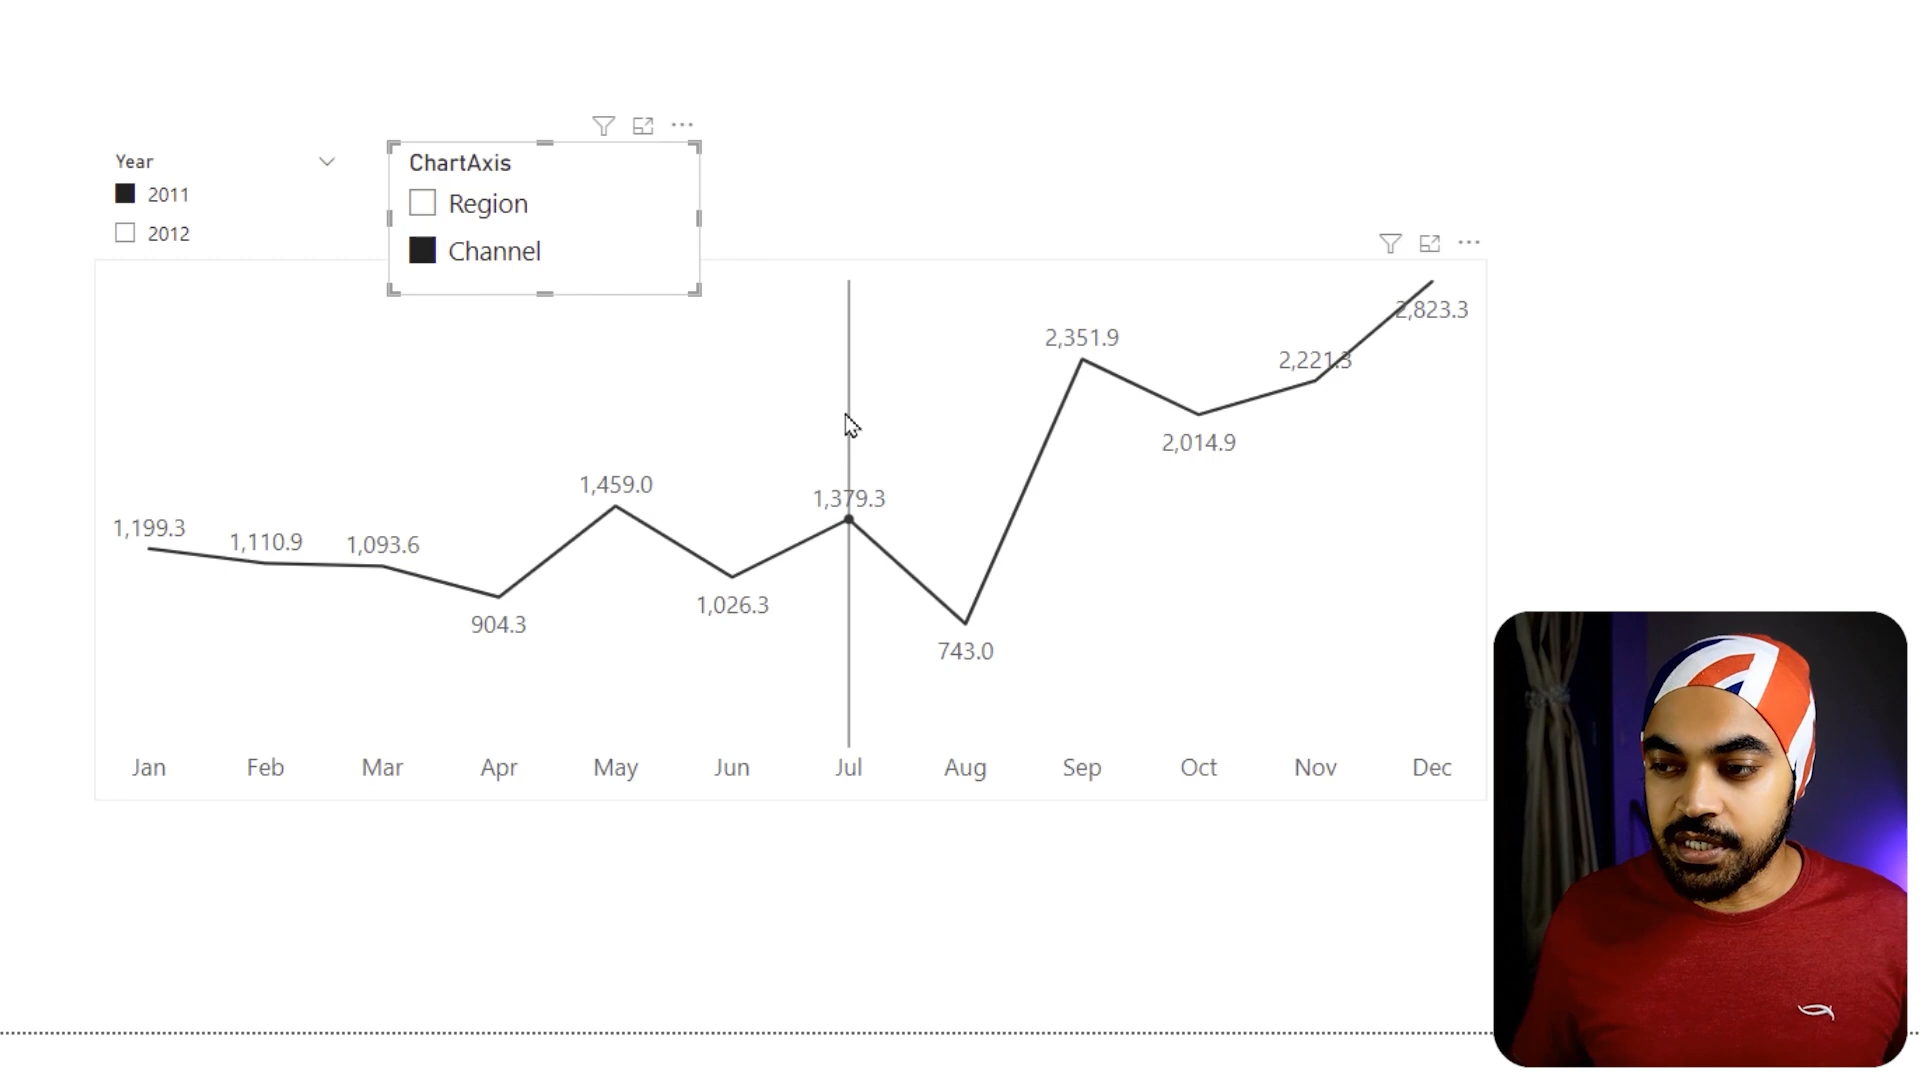 Year
2011
2012
ChartAxis
Region
Channel
1,199.3
1,110.9
1,093.6
904.3
1,459.0
1,026.3
1,379.3
743.0
2,351.9
2,014.9
2,221.3
2,823.3
Jan Feb Mar Apr May Jun Jul Aug Sep Oct Nov Dec